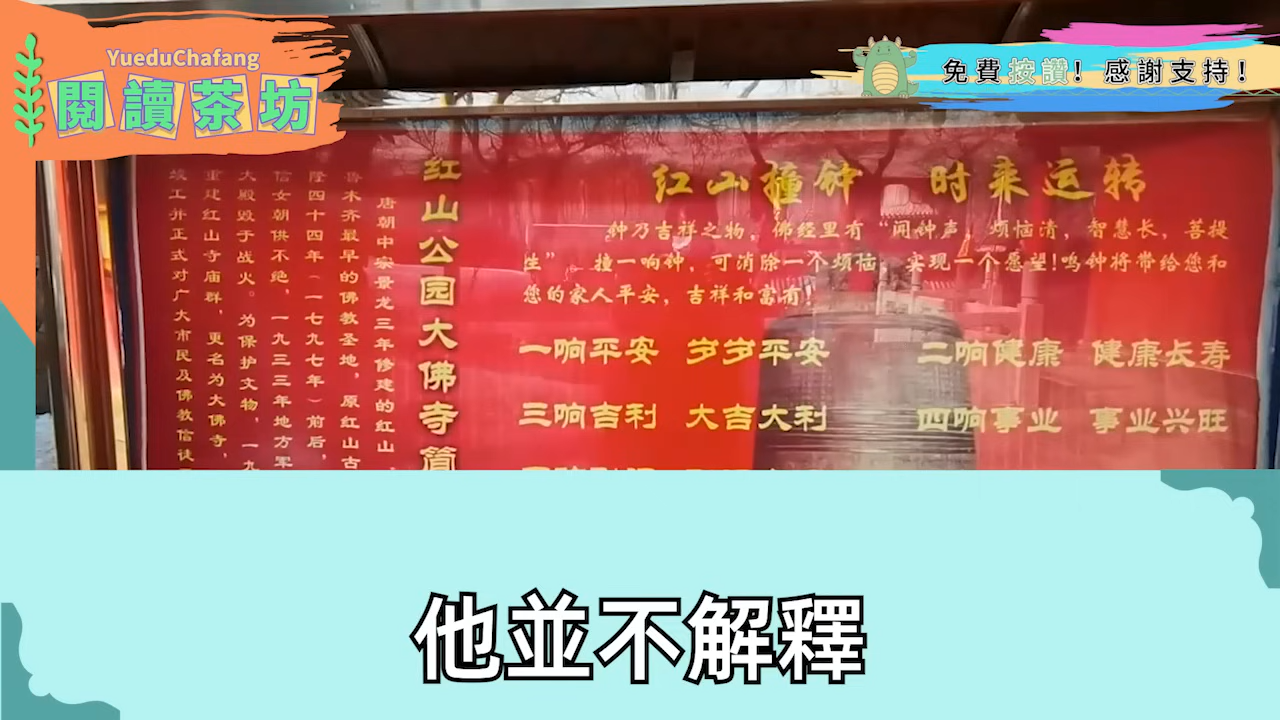 YueduChafang
閱讀茶坊
免費按讚！感謝支持！
红山公园大佛寺简
唐朝中宗景龙三年修建的红山
鲁木齐最早的佛教圣地，原红山古
隆四十四年（一七九七年）前后，
信女朝供不绝，一九三三年地方军
大殿毁于战火。为保护文物，一九
重建红山寺庙群，更名为大佛寺，
竣工并正式对广大市民及佛教信徒
红山撞钟 时来运转
钟乃吉祥之物，佛经里有“闻钟声，烦恼清，智慧长，菩提
生”，撞一响钟，可消除一个烦恼，实现一个愿望！鸣钟将带给您和
您的家人平安，吉祥和富有！
一响平安 岁岁平安 二响健康 健康长寿
三响吉利 大吉大利 四响事业 事业兴旺
他並不解釋